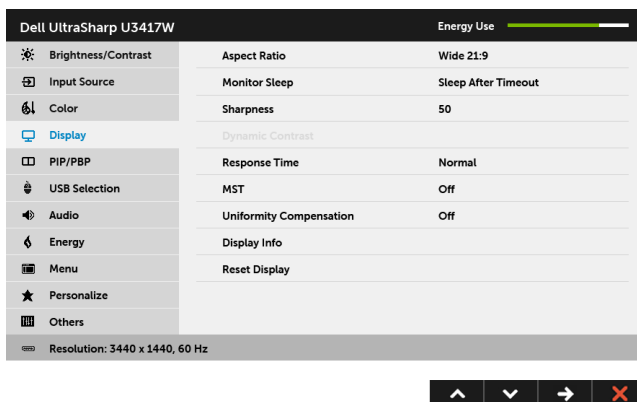 Dell UltraSharp U3417W Energy Use
Brightness/Contrast Aspect Ratio Wide 21:9
Input Source Monitor Sleep Sleep After Timeout
Color Sharpness 50
Display Dynamic Contrast
PIP/PBP Response Time Normal
USB Selection MST Off
Audio Uniformity Compensation Off
Energy Display Info
Menu Reset Display
Personalize
Others
Resolution: 3440 x 1440, 60 Hz